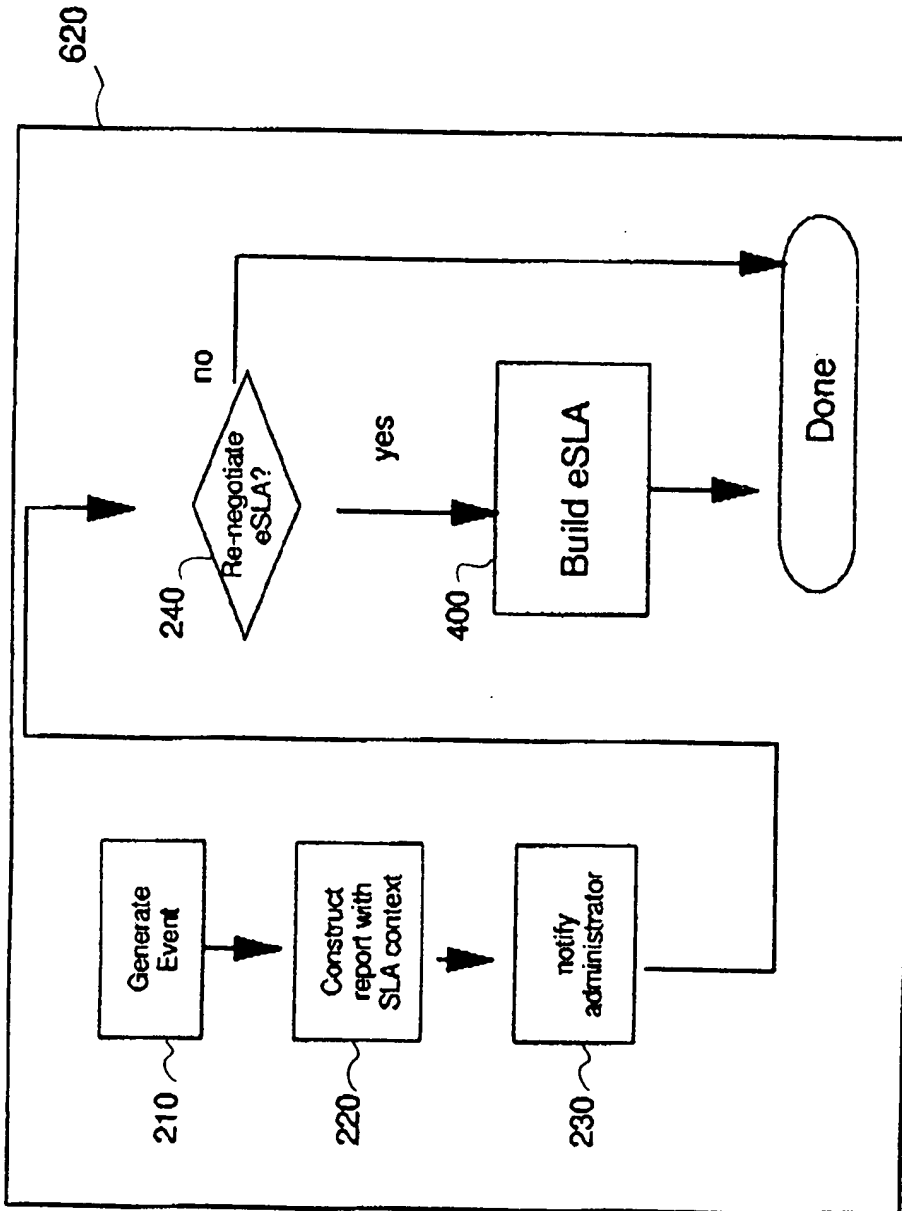 620
210
Generate
Event
220
Construct
report with
SLA context
230
notify
administrator
240
Re-negotiate
eSLA?
no
yes
400
Build eSLA
Done